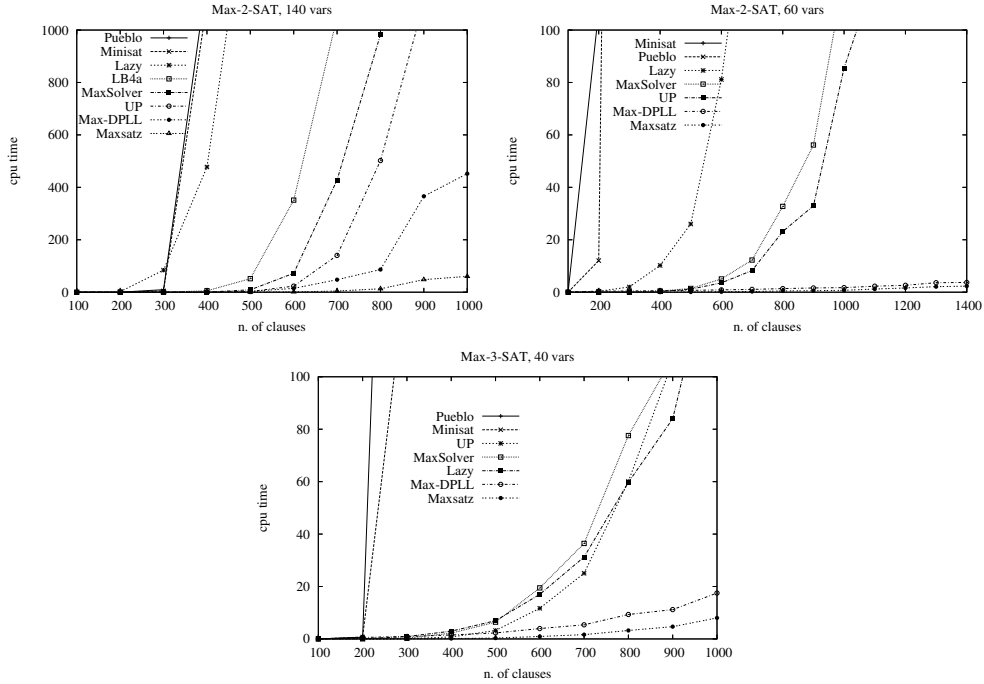 Max-2-SAT, 140 vars
1000
800
600
400
200
0
cpu time
Pueblo
Minisat
Lazy
LB4a
MaxSolver
UP
Max-DPLL
Maxsatz
100 200 300 400 500 600 700 800 900 1000
n. of clauses
Max-2-SAT, 60 vars
100
80
60
40
20
0
cpu time
Minisat
Pueblo
Lazy
MaxSolver
UP
Max-DPLL
Maxsatz
200 400 600 800 1000 1200 1400
n. of clauses
Max-3-SAT, 40 vars
100
80
60
40
20
0
cpu time
Pueblo
Minisat
UP
MaxSolver
Lazy
Max-DPLL
Maxsatz
100 200 300 400 500 600 700 800 900 1000
n. of clauses